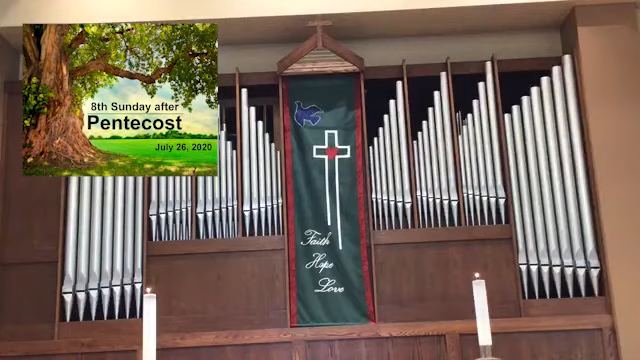 8th Sunday after
Pentecost
July 26, 2020
Faith
Hope
Love